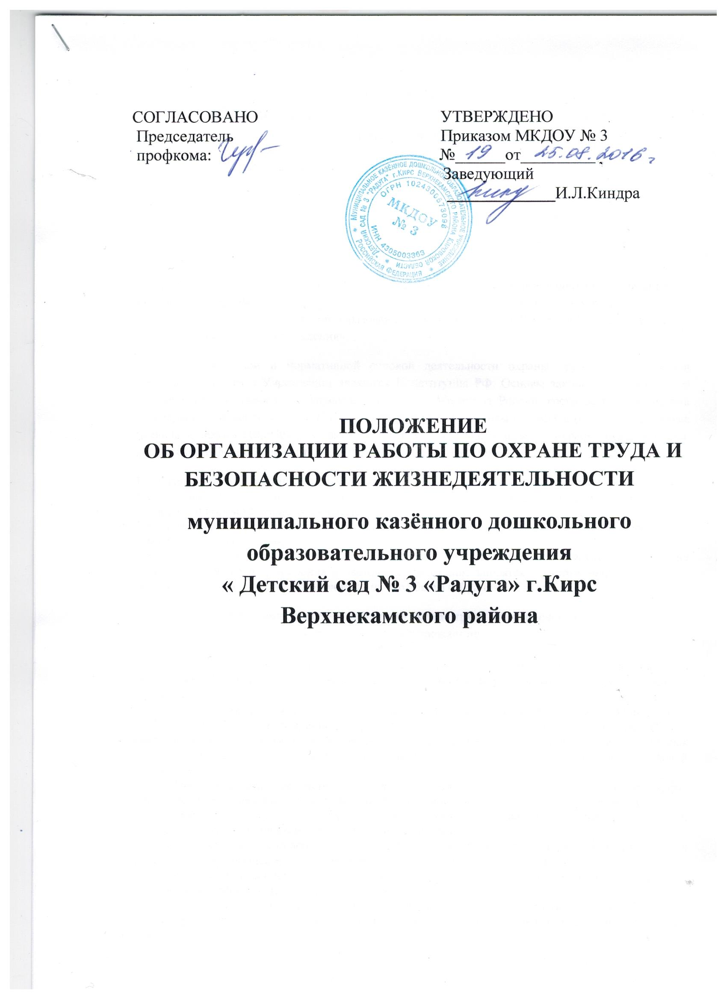 СОГЛАСОВАНО
Председатель
профкома:
УТВЕРЖДЕНО
Приказом МКДОУ № 3
№ 19 от 25.08.2016 г
Заведующий
И.Л.Киндра
МУНИЦИПАЛЬНОЕ КАЗЁННОЕ ДОШКОЛЬНОЕ ОБРАЗОВАТЕЛЬНОЕ УЧРЕЖДЕНИЕ
РОССИЙСКАЯ ФЕДЕРАЦИЯ
"ДЕТСКИЙ САД № 3 "РАДУГА" г.КИРС ВЕРХНЕКАМСКОГО РАЙОНА КИРОВСКОЙ ОБЛАСТИ
ОГРН 1024300573098
ИНН 4305003363
МКДОУ
№ 3
ПОЛОЖЕНИЕ
ОБ ОРГАНИЗАЦИИ РАБОТЫ ПО ОХРАНЕ ТРУДА И
БЕЗОПАСНОСТИ ЖИЗНЕДЕЯТЕЛЬНОСТИ
муниципального казённого дошкольного
образовательного учреждения
« Детский сад № 3 «Радуга» г.Кирс
Верхнекамского района